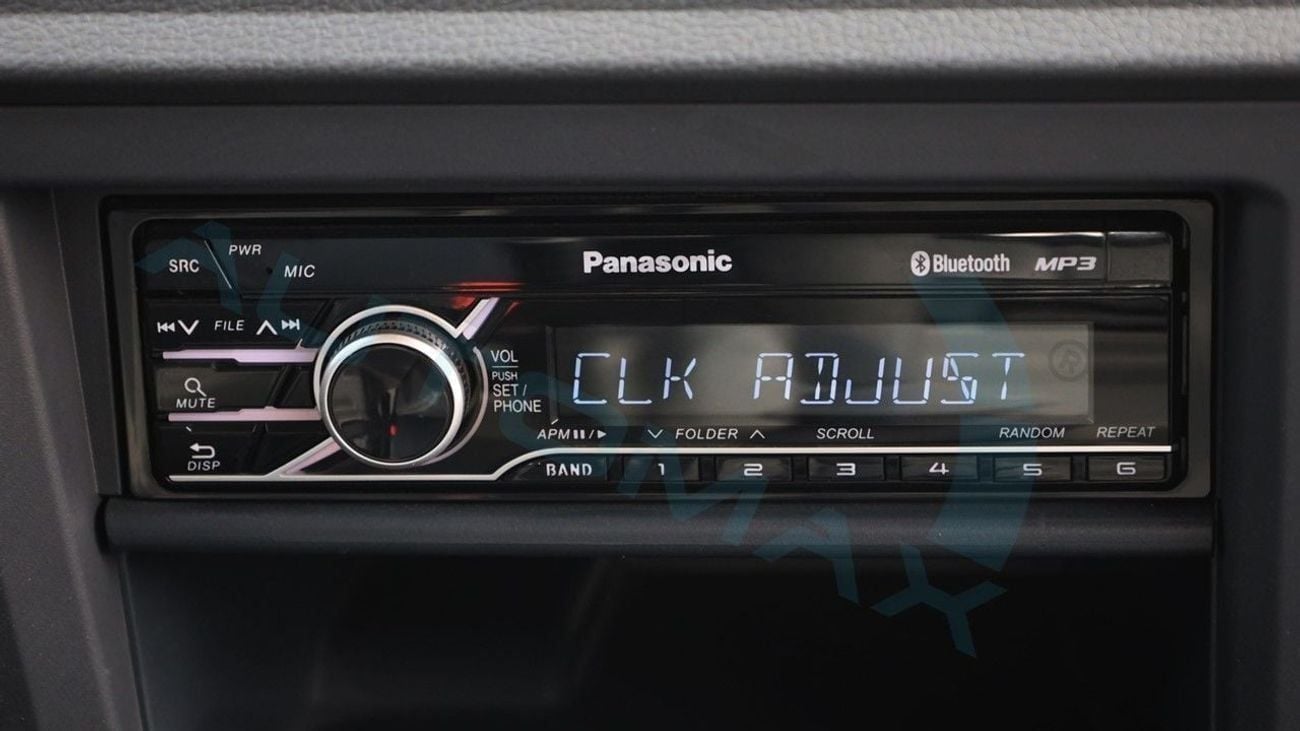 Panasonic
Bluetooth MP3
SRC PWR
MIC
FILE
VOL
PUSH
SET /
PHONE
MUTE
DISP
CLK ADJUST
APM / FOLDER SCROLL RANDOM REPEAT
BAND 1 2 3 4 5 6
®
AUTOMAX